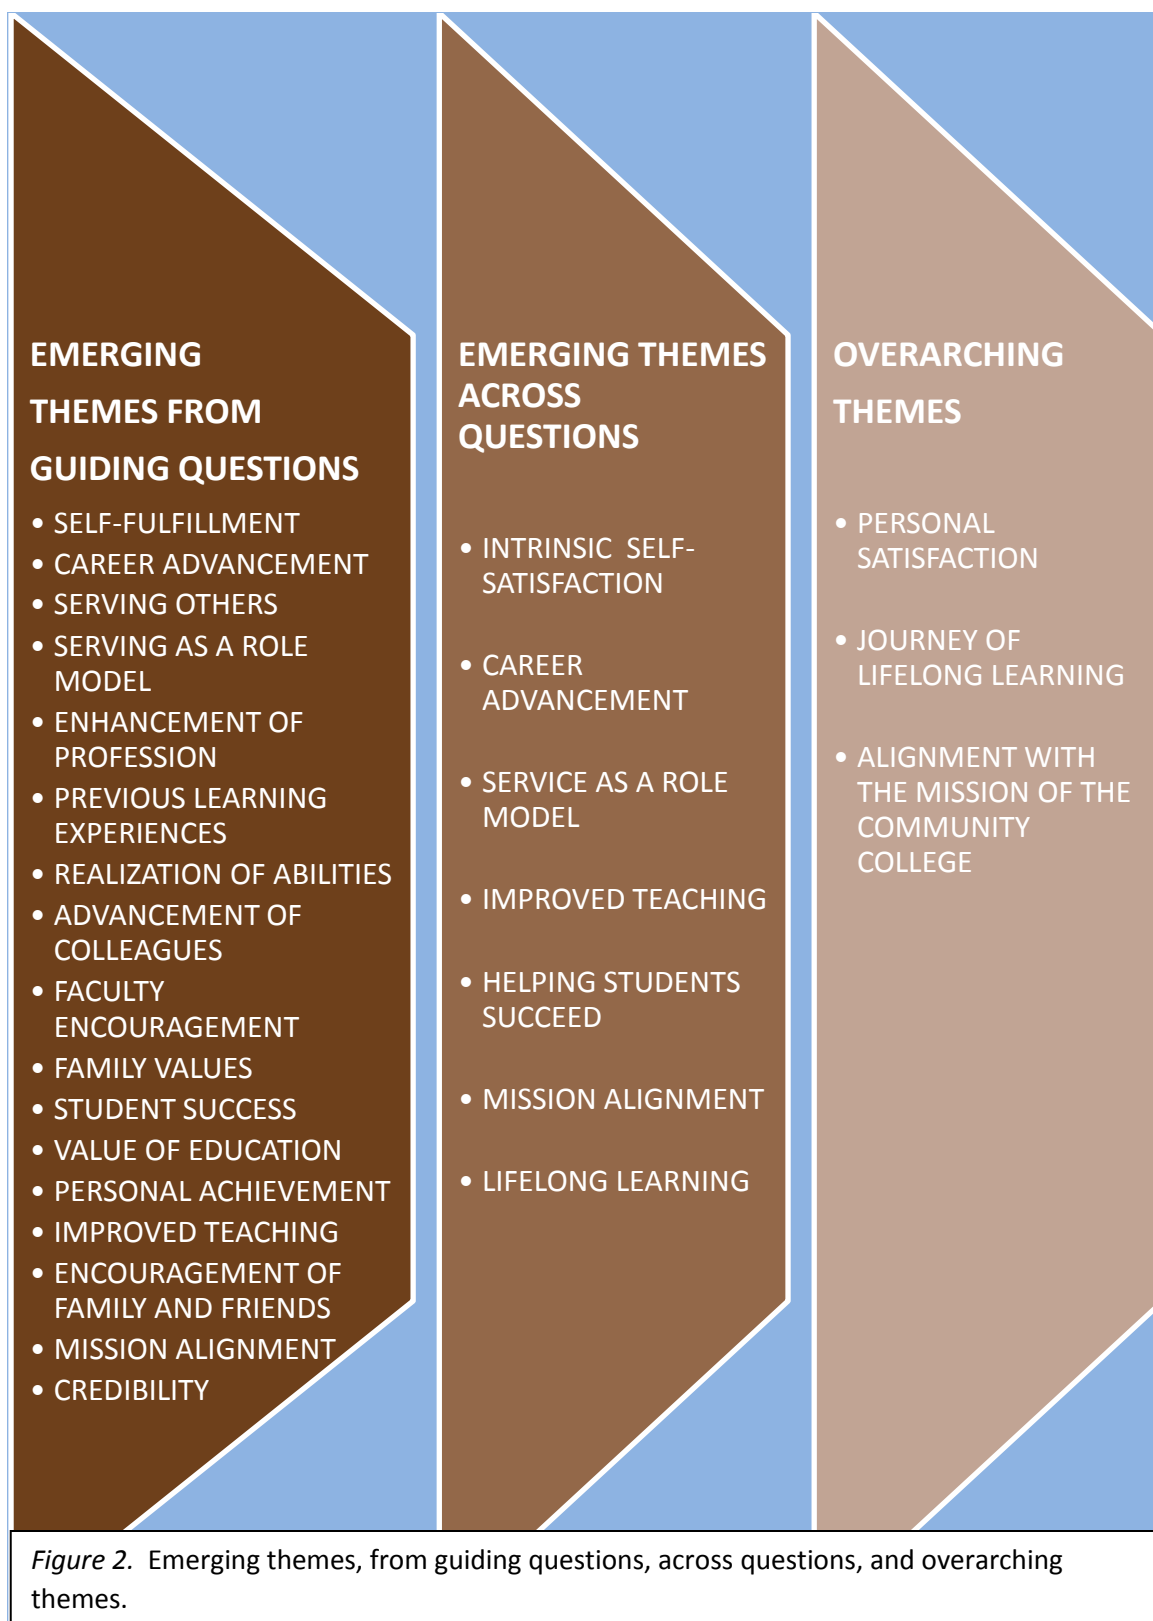 EMERGING
THEMES FROM
GUIDING QUESTIONS
• SELF-FULFILLMENT
• CAREER ADVANCEMENT
• SERVING OTHERS
• SERVING AS A ROLE
MODEL
• ENHANCEMENT OF
PROFESSION
• PREVIOUS LEARNING
EXPERIENCES
• REALIZATION OF ABILITIES
• ADVANCEMENT OF
COLLEAGUES
• FACULTY
ENCOURAGEMENT
• FAMILY VALUES
• STUDENT SUCCESS
• VALUE OF EDUCATION
• PERSONAL ACHIEVEMENT
• IMPROVED TEACHING
• ENCOURAGEMENT OF
FAMILY AND FRIENDS
• MISSION ALIGNMENT
• CREDIBILITY
EMERGING THEMES
ACROSS
QUESTIONS
• INTRINSIC  SELF-
SATISFACTION
• CAREER
ADVANCEMENT
• SERVICE AS A ROLE
MODEL
• IMPROVED TEACHING
• HELPING STUDENTS
SUCCEED
• MISSION ALIGNMENT
• LIFELONG LEARNING
OVERARCHING
THEMES
• PERSONAL
SATISFACTION
• JOURNEY OF
LIFELONG LEARNING
• ALIGNMENT WITH
THE MISSION OF THE
COMMUNITY
COLLEGE
Figure 2.  Emerging themes, from guiding questions, across questions, and overarching
themes.